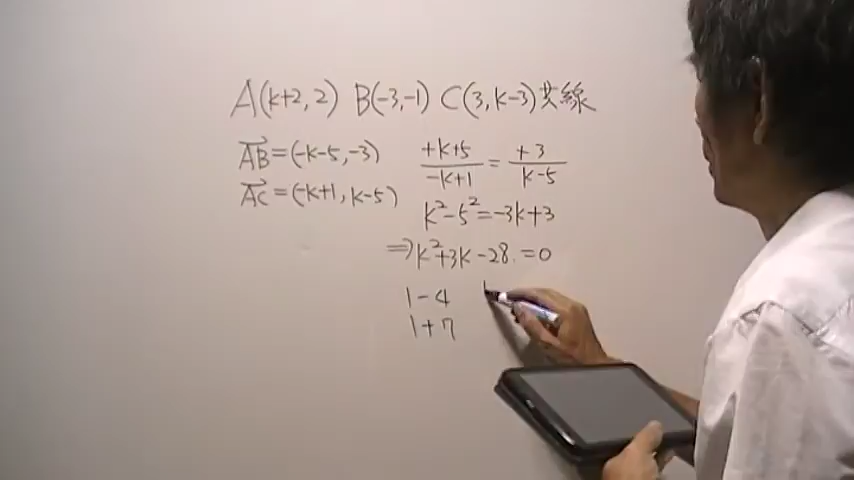 A(k+2, 2) B(-3,-1) C(3, k-3)共線
AB→=(-k-5, -3)
AC→=(-k+1, k-5)
+k+5/-k+1 = +3/k-5
k²-5²=-3k+3
⇒k²+3k-28.=0
1-4
1+7